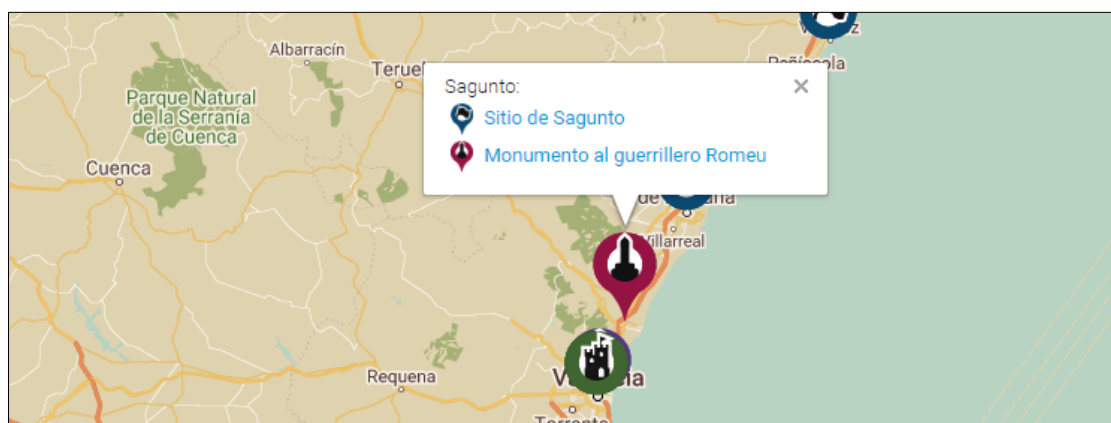 Albarracín
Teruel
Parque Natural
de la Serranía
de Cuenca
Cuenca
Sagunto:
×
Sitio de Sagunto
Monumento al guerrillero Romeu
Villarreal
Requena